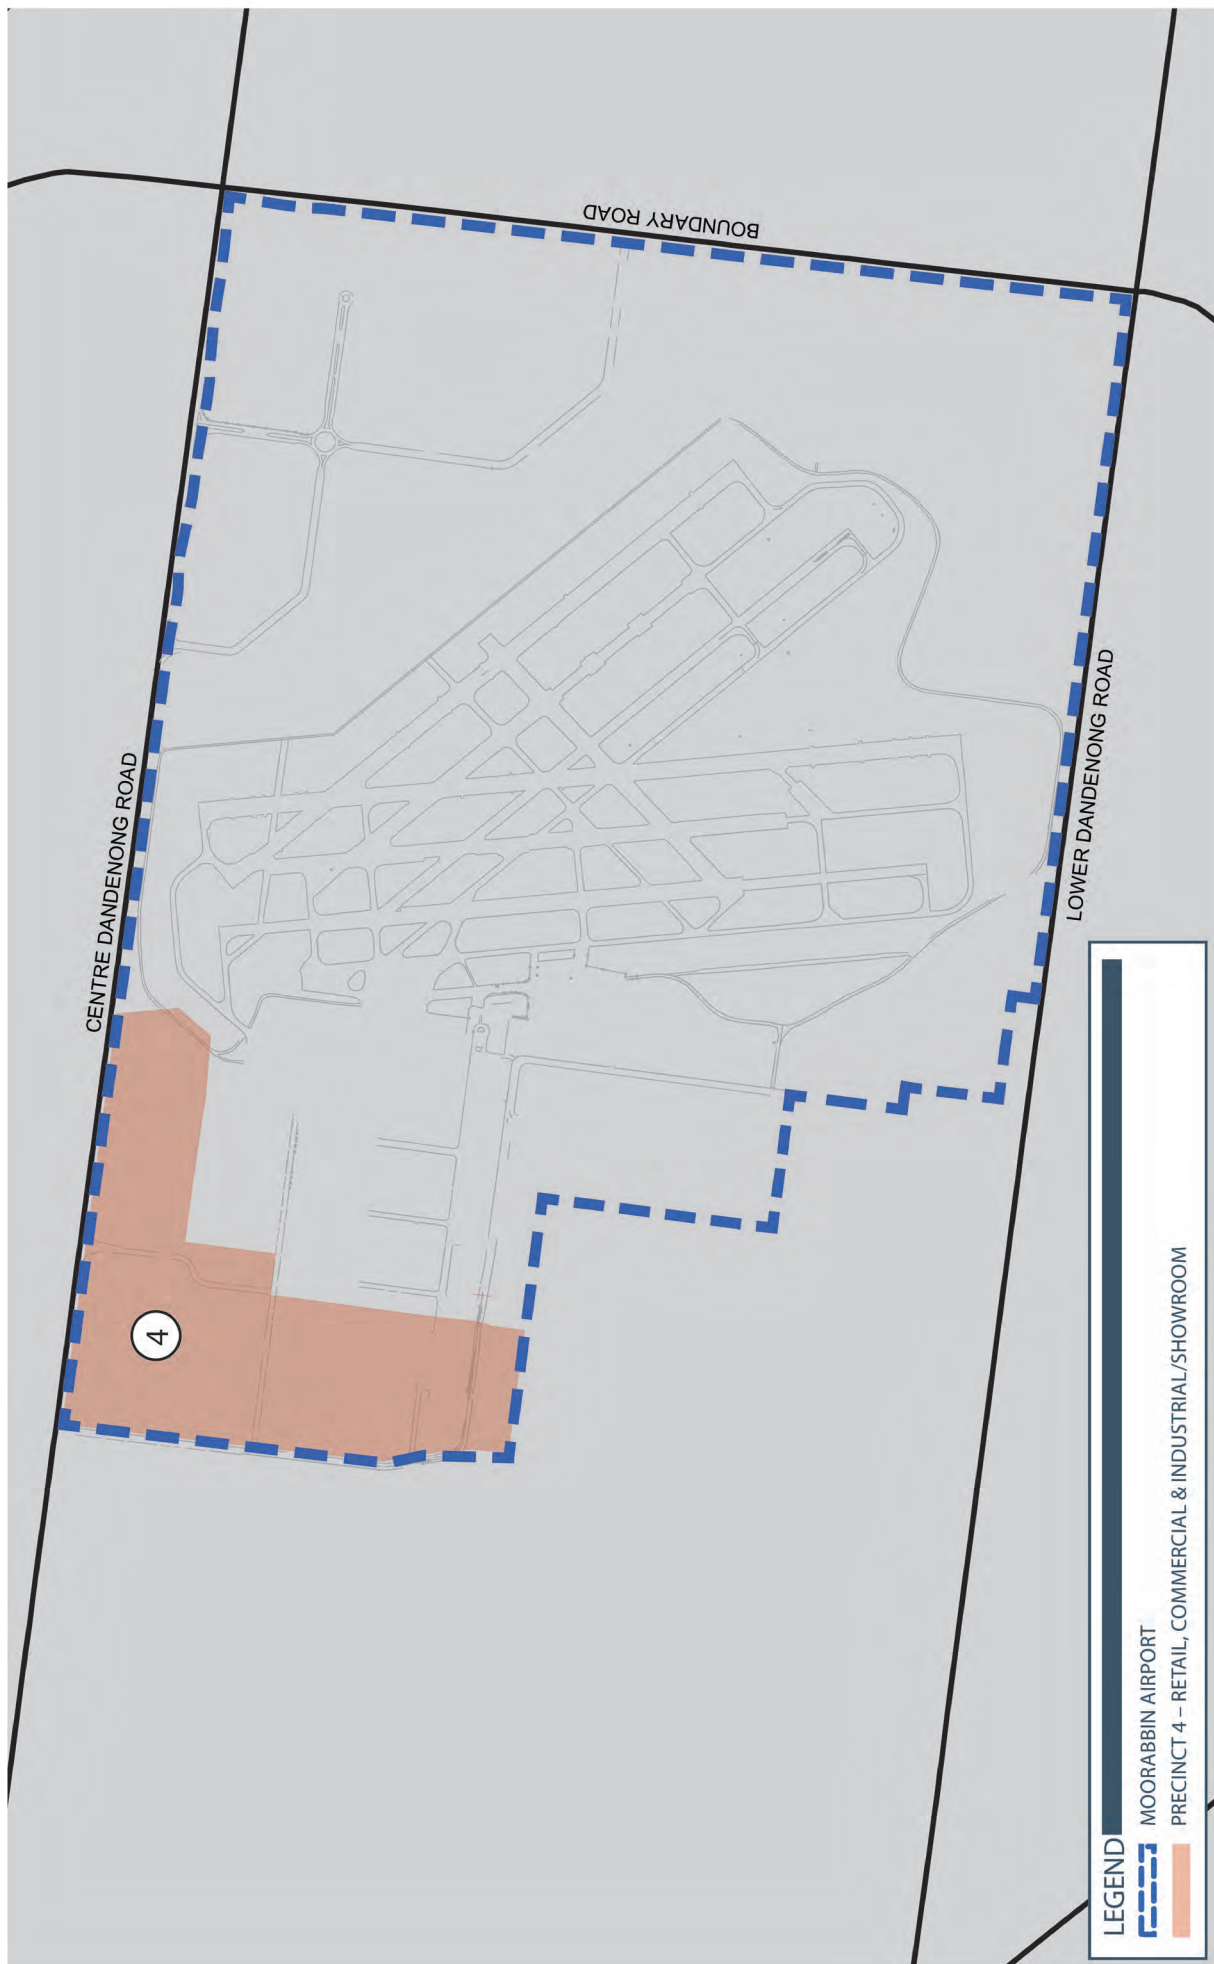 CENTRE DANDENONG ROAD
BOUNDARY ROAD
4
LOWER DANDENONG ROAD
LEGEND
MOORABBIN AIRPORT
PRECINCT 4 – RETAIL, COMMERCIAL & INDUSTRIAL/SHOWROOM